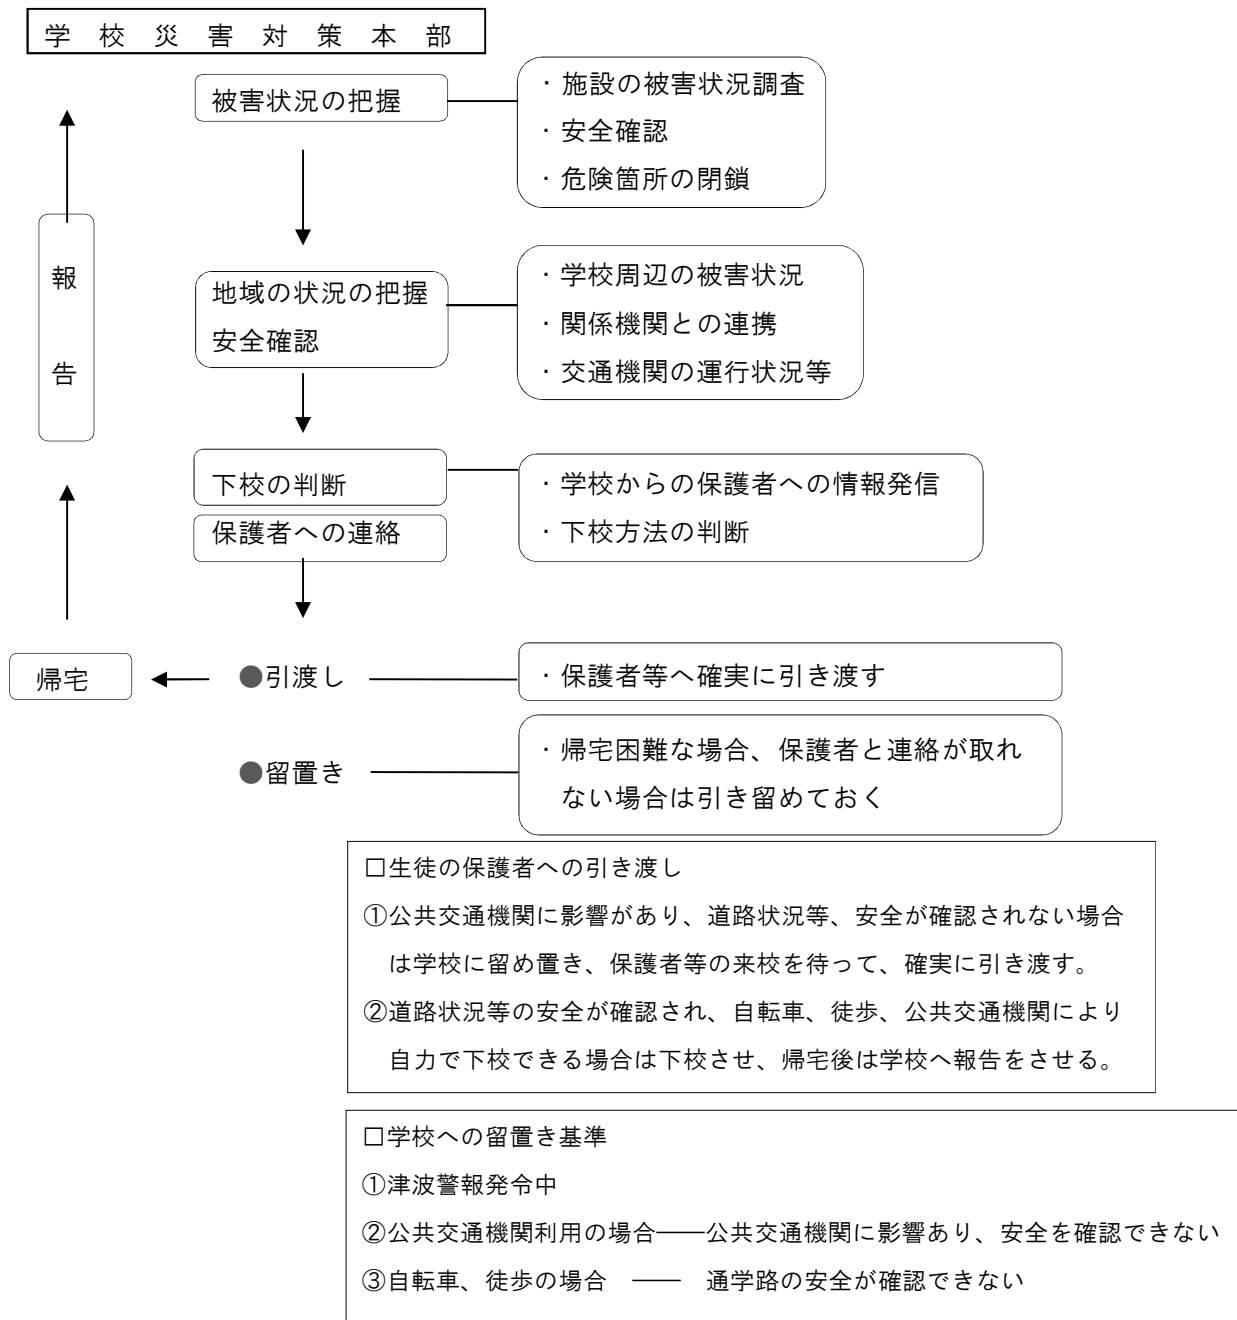 学校災害対策本部
被害状況の把握
・施設の被害状況調査
・安全確認
・危険箇所の閉鎖
報告
地域の状況の把握
安全確認
・学校周辺の被害状況
・関係機関との連携
・交通機関の運行状況等
下校の判断
保護者への連絡
・学校からの保護者への情報発信
・下校方法の判断
帰宅
●引渡し
・保護者等へ確実に引き渡す
●留置き
・帰宅困難な場合、保護者と連絡が取れ
ない場合は引き留めておく
□生徒の保護者への引き渡し
①公共交通機関に影響があり、道路状況等、安全が確認されない場合
は学校に留め置き、保護者等の来校を待って、確実に引き渡す。
②道路状況等の安全が確認され、自転車、徒歩、公共交通機関により
自力で下校できる場合は下校させ、帰宅後は学校へ報告をさせる。
□学校への留置き基準
①津波警報発令中
②公共交通機関利用の場合――公共交通機関に影響あり、安全を確認できない
③自転車、徒歩の場合　――　通学路の安全が確認できない